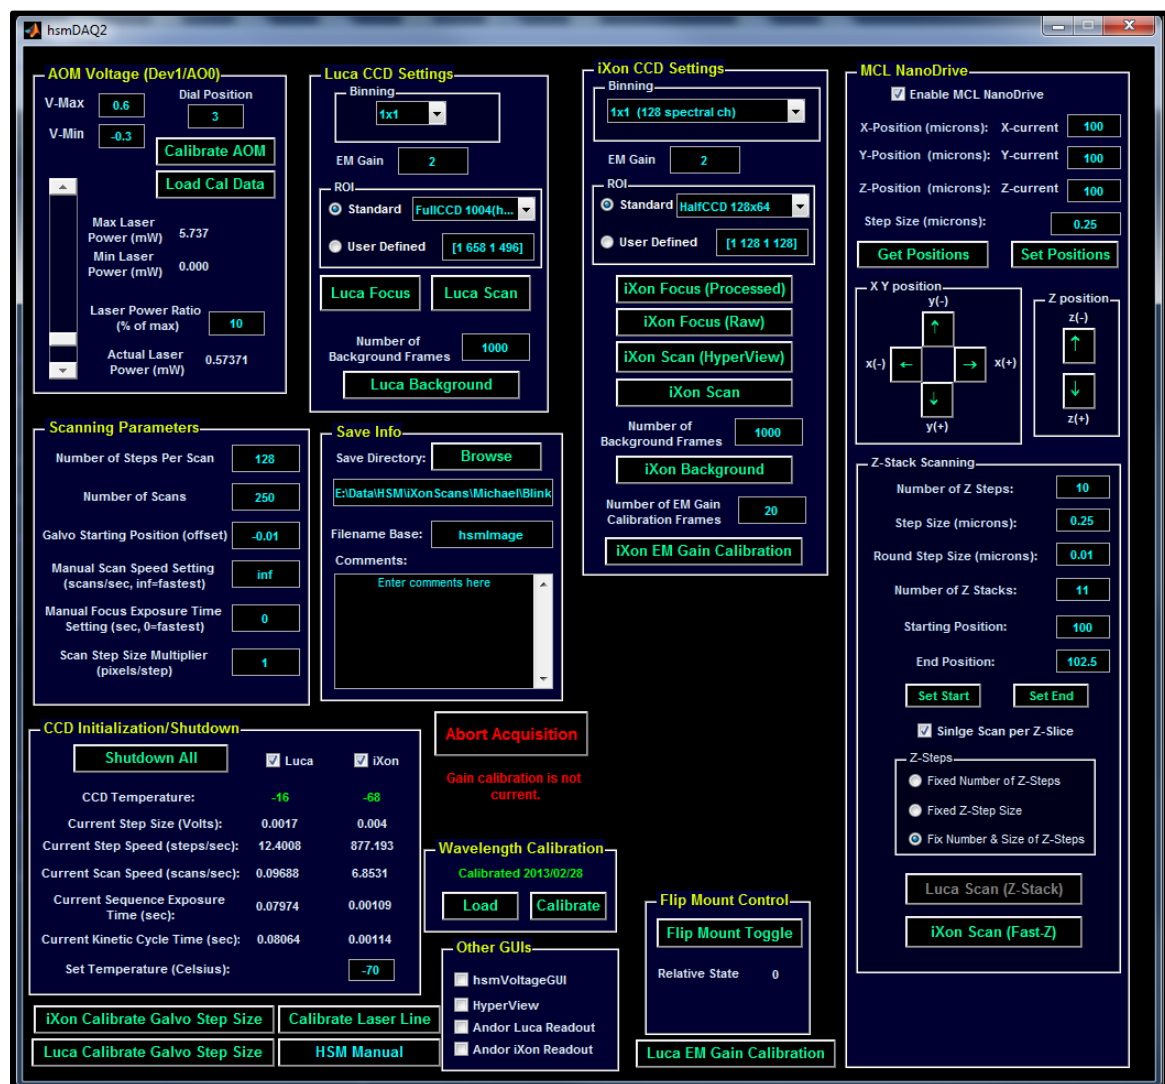 hsmDAQ2
AOM Voltage (Dev1/AO0)
V-Max
0.6
Dial Position
3
V-Min
-0.3
Calibrate AOM
Load Cal Data
Max Laser
Power (mW)
5.737
Min Laser
Power (mW)
0.000
Laser Power Ratio
(% of max)
10
Actual Laser
Power (mW)
0.57371
Luca CCD Settings
Binning
1x1
EM Gain
2
ROI
Standard
FullCCD 1004(h...
User Defined
[1 658 1 496]
Luca Focus
Luca Scan
Number of
Background Frames
1000
Luca Background
iXon CCD Settings
Binning
1x1 (128 spectral ch)
EM Gain
2
ROI
Standard
HalfCCD 128x64
User Defined
[1 128 1 128]
iXon Focus (Processed)
iXon Focus (Raw)
iXon Scan (HyperView)
iXon Scan
Number of
Background Frames
1000
iXon Background
Number of EM Gain
Calibration Frames
20
iXon EM Gain Calibration
MCL NanoDrive
Enable MCL NanoDrive
X-Position (microns): X-current 100
Y-Position (microns): Y-current 100
Z-Position (microns): Z-current 100
Step Size (microns): 0.25
Get Positions
Set Positions
X Y position
y(-)
x(-)
x(+)
y(+)
Z position
z(-)
z(+)
Z-Stack Scanning
Number of Z Steps: 10
Step Size (microns): 0.25
Round Step Size (microns): 0.01
Number of Z Stacks: 11
Starting Position: 100
End Position: 102.5
Set Start
Set End
Sinlge Scan per Z-Slice
Z-Steps
Fixed Number of Z-Steps
Fixed Z-Step Size
Fix Number & Size of Z-Steps
Luca Scan (Z-Stack)
iXon Scan (Fast-Z)
Scanning Parameters
Number of Steps Per Scan 128
Number of Scans 250
Galvo Starting Position (offset) -0.01
Manual Scan Speed Setting
(scans/sec, inf=fastest)
inf
Manual Focus Exposure Time
Setting (sec, 0=fastest)
0
Scan Step Size Multiplier
(pixels/step)
1
Save Info
Save Directory: Browse
E:\Data\HSM\iXonScans\Michael\Blink
Filename Base: hsmImage
Comments:
Enter comments here
CCD Initialization/Shutdown
Shutdown All
Luca
iXon
CCD Temperature: -16 -68
Current Step Size (Volts): 0.0017 0.004
Current Step Speed (steps/sec): 12.4008 877.193
Current Scan Speed (scans/sec): 0.09688 6.8531
Current Sequence Exposure
Time (sec):
0.07974 0.00109
Current Kinetic Cycle Time (sec): 0.08064 0.00114
Set Temperature (Celsius): -70
Abort Acquisition
Gain calibration is not
current.
Wavelength Calibration
Calibrated 2013/02/28
Load
Calibrate
Other GUIs
hsmVoltageGUI
HyperView
Andor Luca Readout
Andor iXon Readout
Flip Mount Control
Flip Mount Toggle
Relative State 0
iXon Calibrate Galvo Step Size
Calibrate Laser Line
Luca Calibrate Galvo Step Size
HSM Manual
Luca EM Gain Calibration